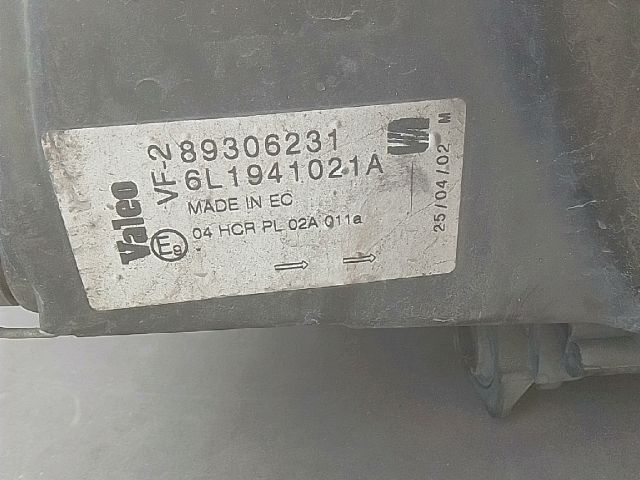 Valeo
VF-2
89306231
6L1941021A
MADE IN EC
E9
04 HCR PL 02A 011a
25/04/02
M